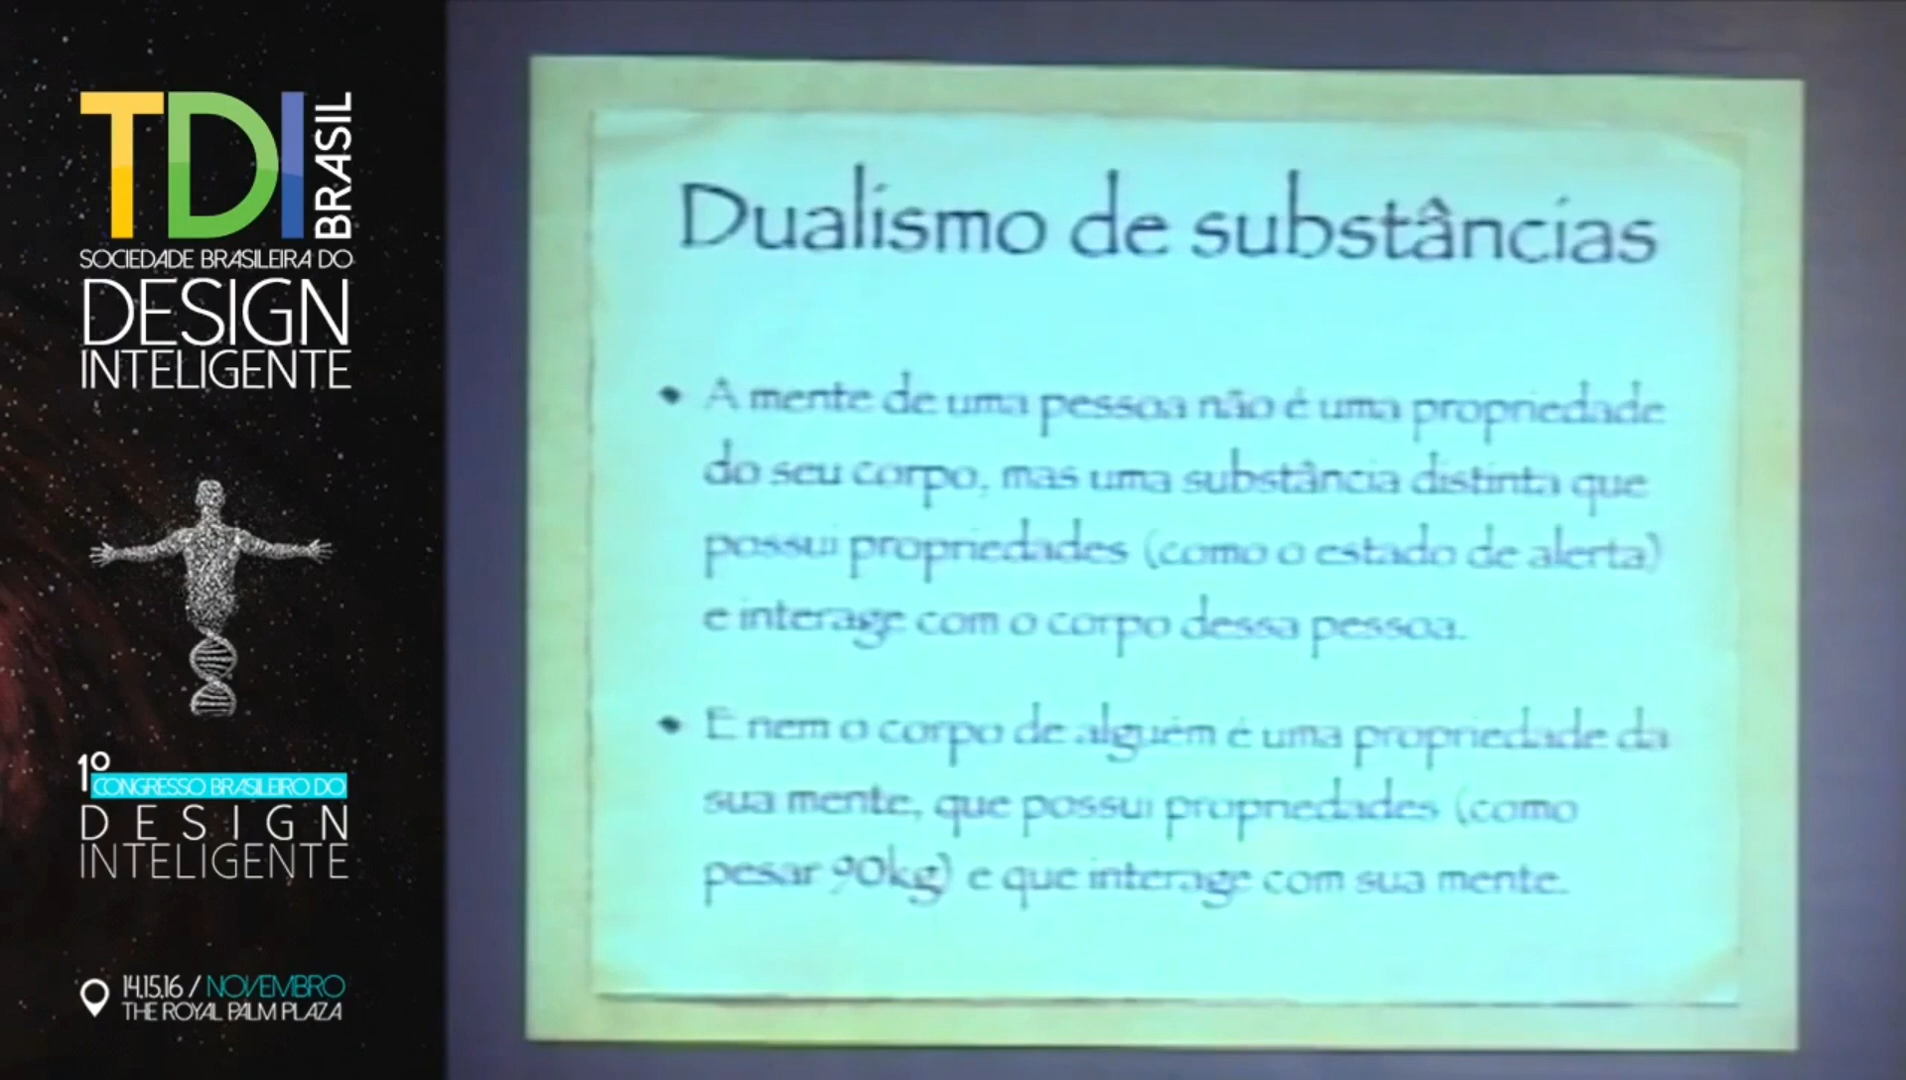 TDI BRASIL
SOCIEDADE BRASILEIRA DO
DESIGN
INTELIGENTE
1º
CONGRESSO BRASILEIRO DO
DESIGN
INTELIGENTE
14,15,16 / NOVEMBRO
THE ROYAL PALM PLAZA
Dualismo de substâncias
• A mente de uma pessoa não é uma propriedade
do seu corpo, mas uma substância distinta que
possui propriedades (como o estado de alerta)
e interage com o corpo dessa pessoa.
• E nem o corpo de alguém é uma propriedade da
sua mente, que possui propriedades (como
pesar 90kg) e que interage com sua mente.